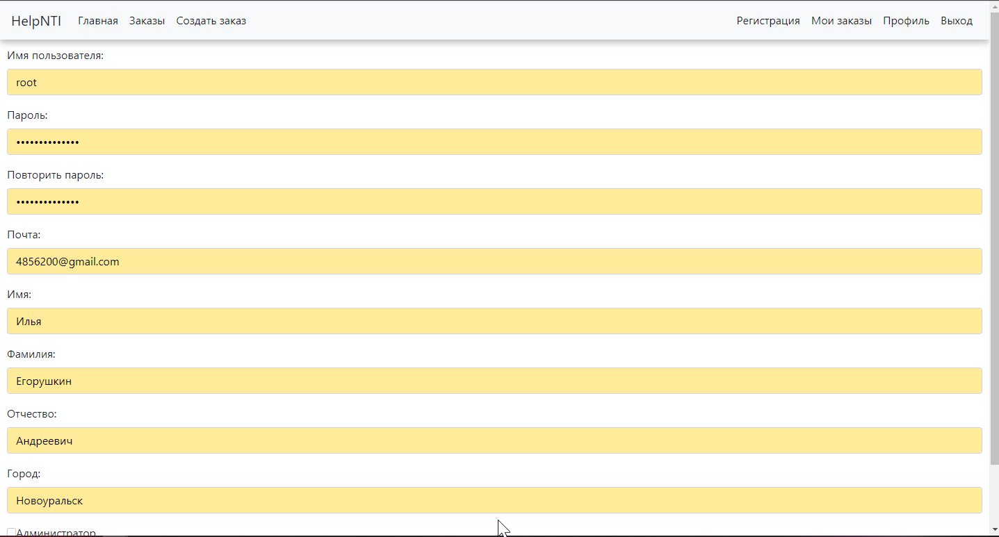 HelpNTI Главная Заказы Создать заказ Регистрация Мои заказы Профиль Выход
Имя пользователя:
root
Пароль:
••••••••••••••
Повторить пароль:
••••••••••••••
Почта:
4856200@gmail.com
Имя:
Илья
Фамилия:
Егорушкин
Отчество:
Андреевич
Город:
Новоуральск
Администратор